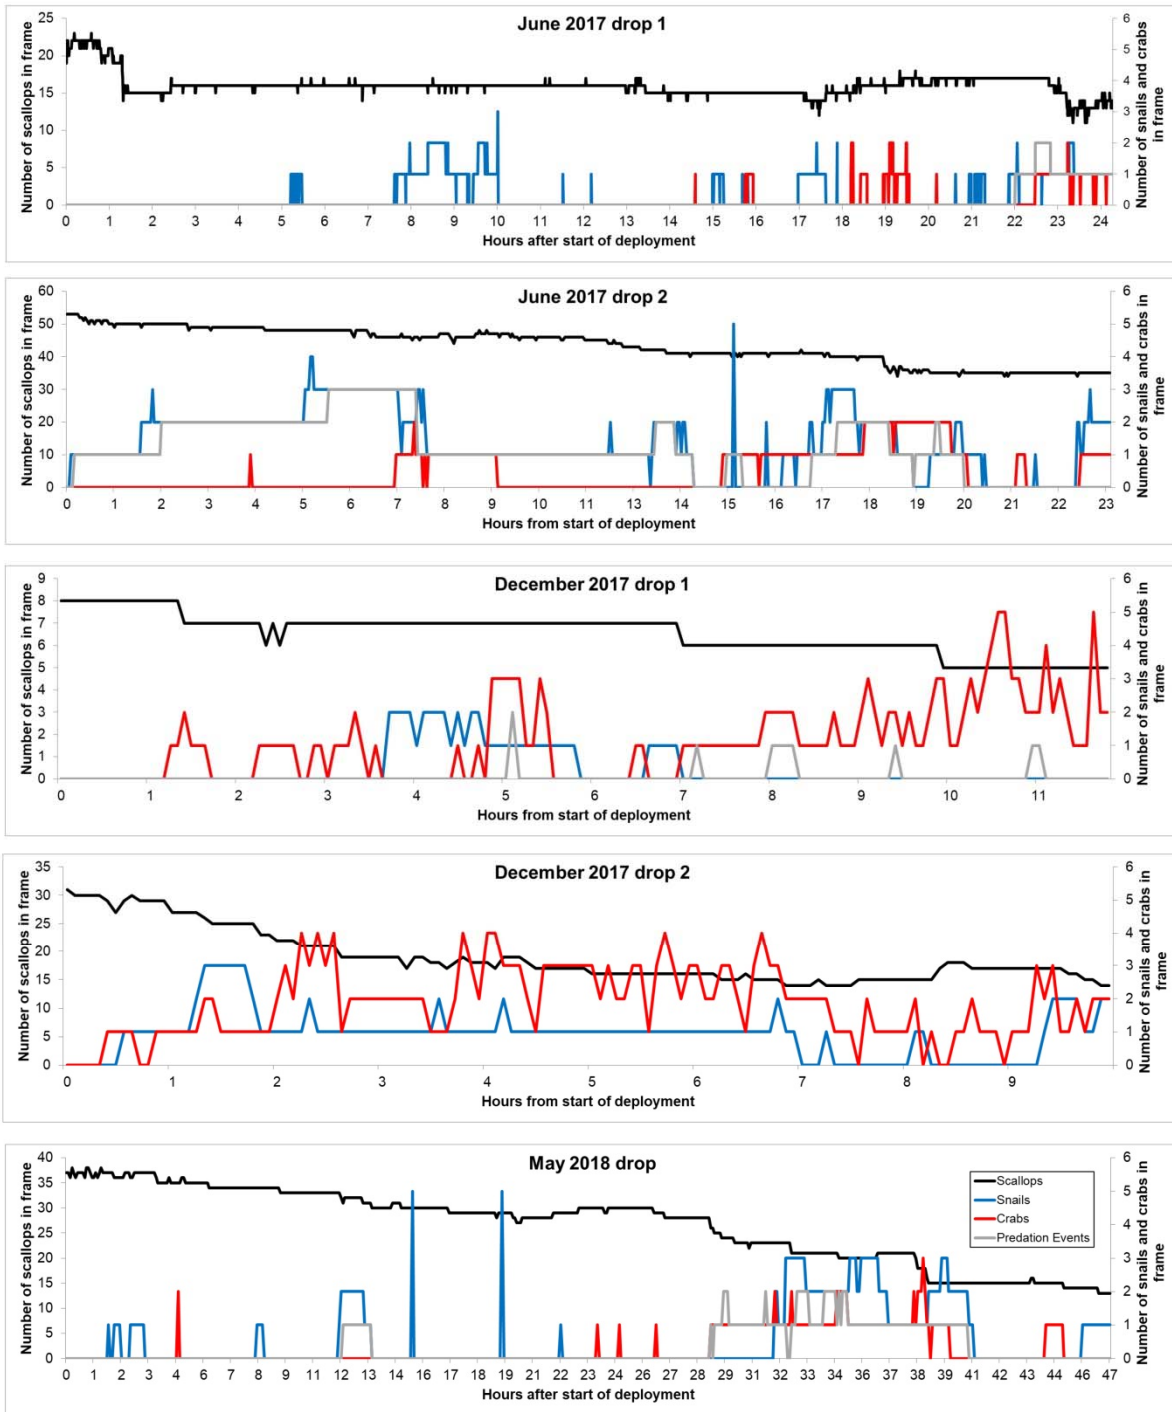 June 2017 drop 1
Number of scallops in frame
25
20
15
10
5
0
6
5
4
3
2
1
0
Number of snails and crabs
in frame
0 1 2 3 4 5 6 7 8 9 10 11 12 13 14 15 16 17 18 19 20 21 22 23 24
Hours after start of deployment
June 2017 drop 2
Number of scallops in frame
60
50
40
30
20
10
0
6
5
4
3
2
1
0
Number of snails and crabs in
frame
0 1 2 3 4 5 6 7 8 9 10 11 12 13 14 15 16 17 18 19 20 21 22 23
Hours from start of deployment
December 2017 drop 1
Number of scallops in frame
9
8
7
6
5
4
3
2
1
0
6
5
4
3
2
1
0
Number of snails and crabs in
frame
0 1 2 3 4 5 6 7 8 9 10 11
Hours from start of deployment
December 2017 drop 2
Number of scallops in frame
35
30
25
20
15
10
5
0
6
5
4
3
2
1
0
Number of snails and crabs in
frame
0 1 2 3 4 5 6 7 8 9
Hours from start of deployment
May 2018 drop
Number of scallops in frame
40
35
30
25
20
15
10
5
0
6
5
4
3
2
1
0
Number of snails and crabs in
frame
Scallops
Snails
Crabs
Predation Events
0 1 2 3 4 6 7 8 9 11 12 13 14 16 17 18 19 21 22 23 24 26 27 28 29 31 32 33 34 36 37 38 39 41 42 43 44 46 47
Hours after start of deployment